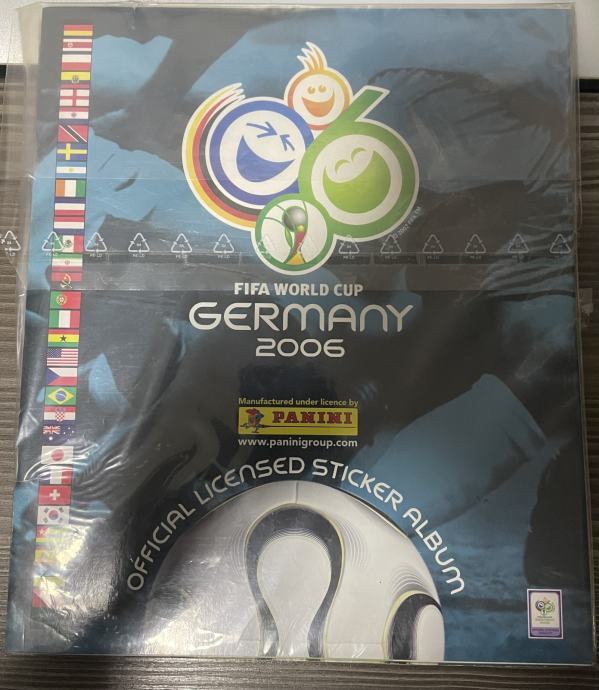 FIFA WORLD CUP
GERMANY
2006
Manufactured under licence by
PANINI
www.paninigroup.com
OFFICIAL LICENSED STICKER ALBUM